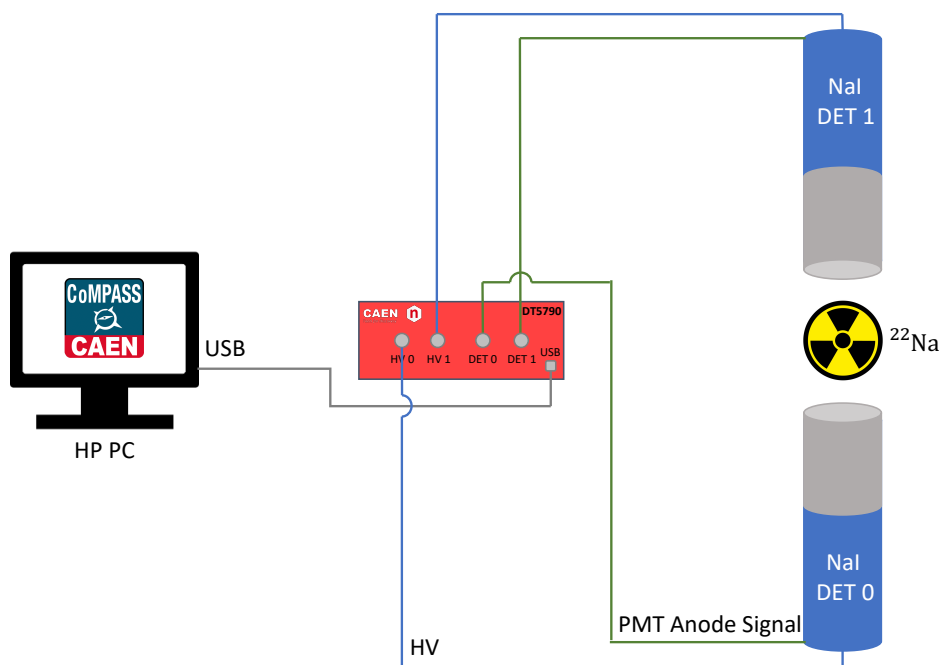 NaI
DET 1
CoMPASS
CAEN
HP PC
USB
CAEN n
DT5790
HV 0
HV 1
DET 0
DET 1
USB
²²Na
NaI
DET 0
PMT Anode Signal
HV